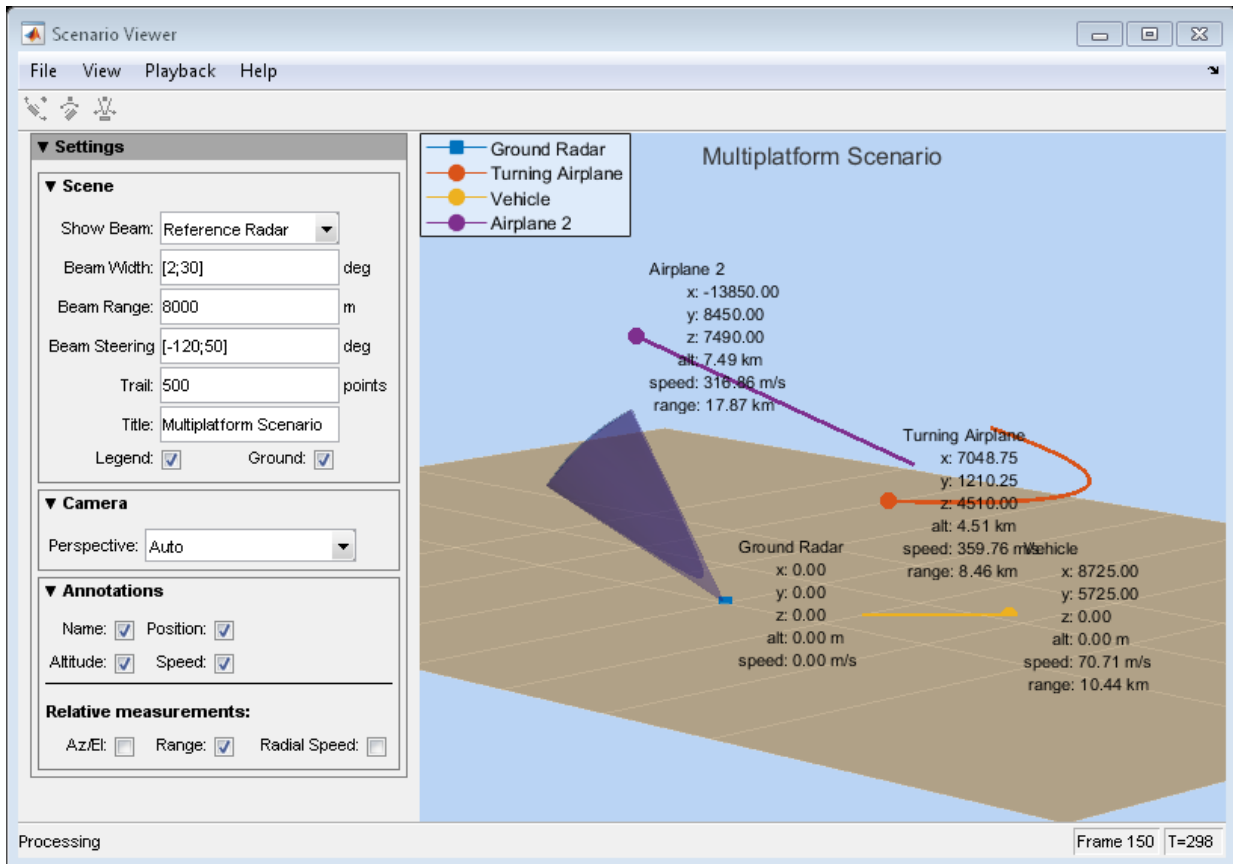 Scenario Viewer
File View Playback Help
▼ Settings
▼ Scene
Show Beam: Reference Radar
Beam Width: [2;30] deg
Beam Range: 8000 m
Beam Steering [-120;50] deg
Trail: 500 points
Title: Multiplatform Scenario
Legend: Ground:
▼ Camera
Perspective: Auto
▼ Annotations
Name: Position:
Altitude: Speed:
Relative measurements:
Az/El: Range: Radial Speed:
Ground Radar
Turning Airplane
Vehicle
Airplane 2
Multiplatform Scenario
Airplane 2
x: -13850.00
y: 8450.00
z: 7490.00
alt: 7.49 km
speed: 316.86 m/s
range: 17.87 km
Turning Airplane
x: 7048.75
y: 1210.25
z: 4510.00
alt: 4.51 km
speed: 359.76 m/s
range: 8.46 km
Ground Radar
x: 0.00
y: 0.00
z: 0.00
alt: 0.00 m
speed: 0.00 m/s
Vehicle
x: 8725.00
y: 5725.00
z: 0.00
alt: 0.00 m
speed: 70.71 m/s
range: 10.44 km
Processing
Frame 150 T=298